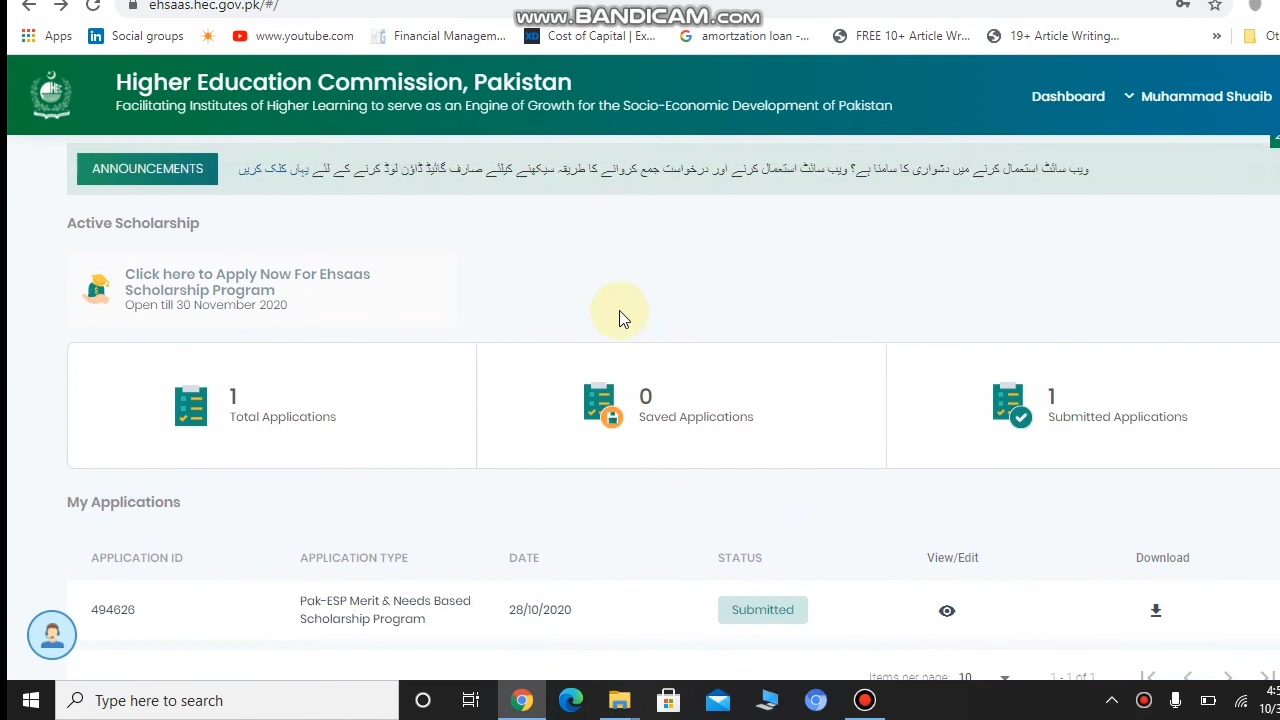 ehsaas.hec.gov.pk/#/
www.BANDICAM.com
Apps
Social groups
www.youtube.com
Financial Managem...
Cost of Capital | Ex...
amortzation loan -...
FREE 10+ Article Wr...
19+ Article Writing...
»
Higher Education Commission, Pakistan
Facilitating Institutes of Higher Learning to serve as an Engine of Growth for the Socio-Economic Development of Pakistan
Dashboard
Muhammad Shuaib
ANNOUNCEMENTS
ویب سائٹ استعمال کرنے میں دشواری کا سامنا ہے؟ ویب سائٹ استعمال کرنے اور درخواست جمع کروانے کا طریقہ سیکھنے کیلئے صارف گائیڈ ڈاؤن لوڈ کرنے کے لئے یہاں کلک کریں
Active Scholarship
Click here to Apply Now For Ehsaas
Scholarship Program
Open till 30 November 2020
1
Total Applications
0
Saved Applications
1
Submitted Applications
My Applications
APPLICATION ID
APPLICATION TYPE
DATE
STATUS
View/Edit
Download
494626
Pak-ESP Merit & Needs Based
Scholarship Program
28/10/2020
Submitted
Items per page: 10
1 - 1 of 1
Type here to search